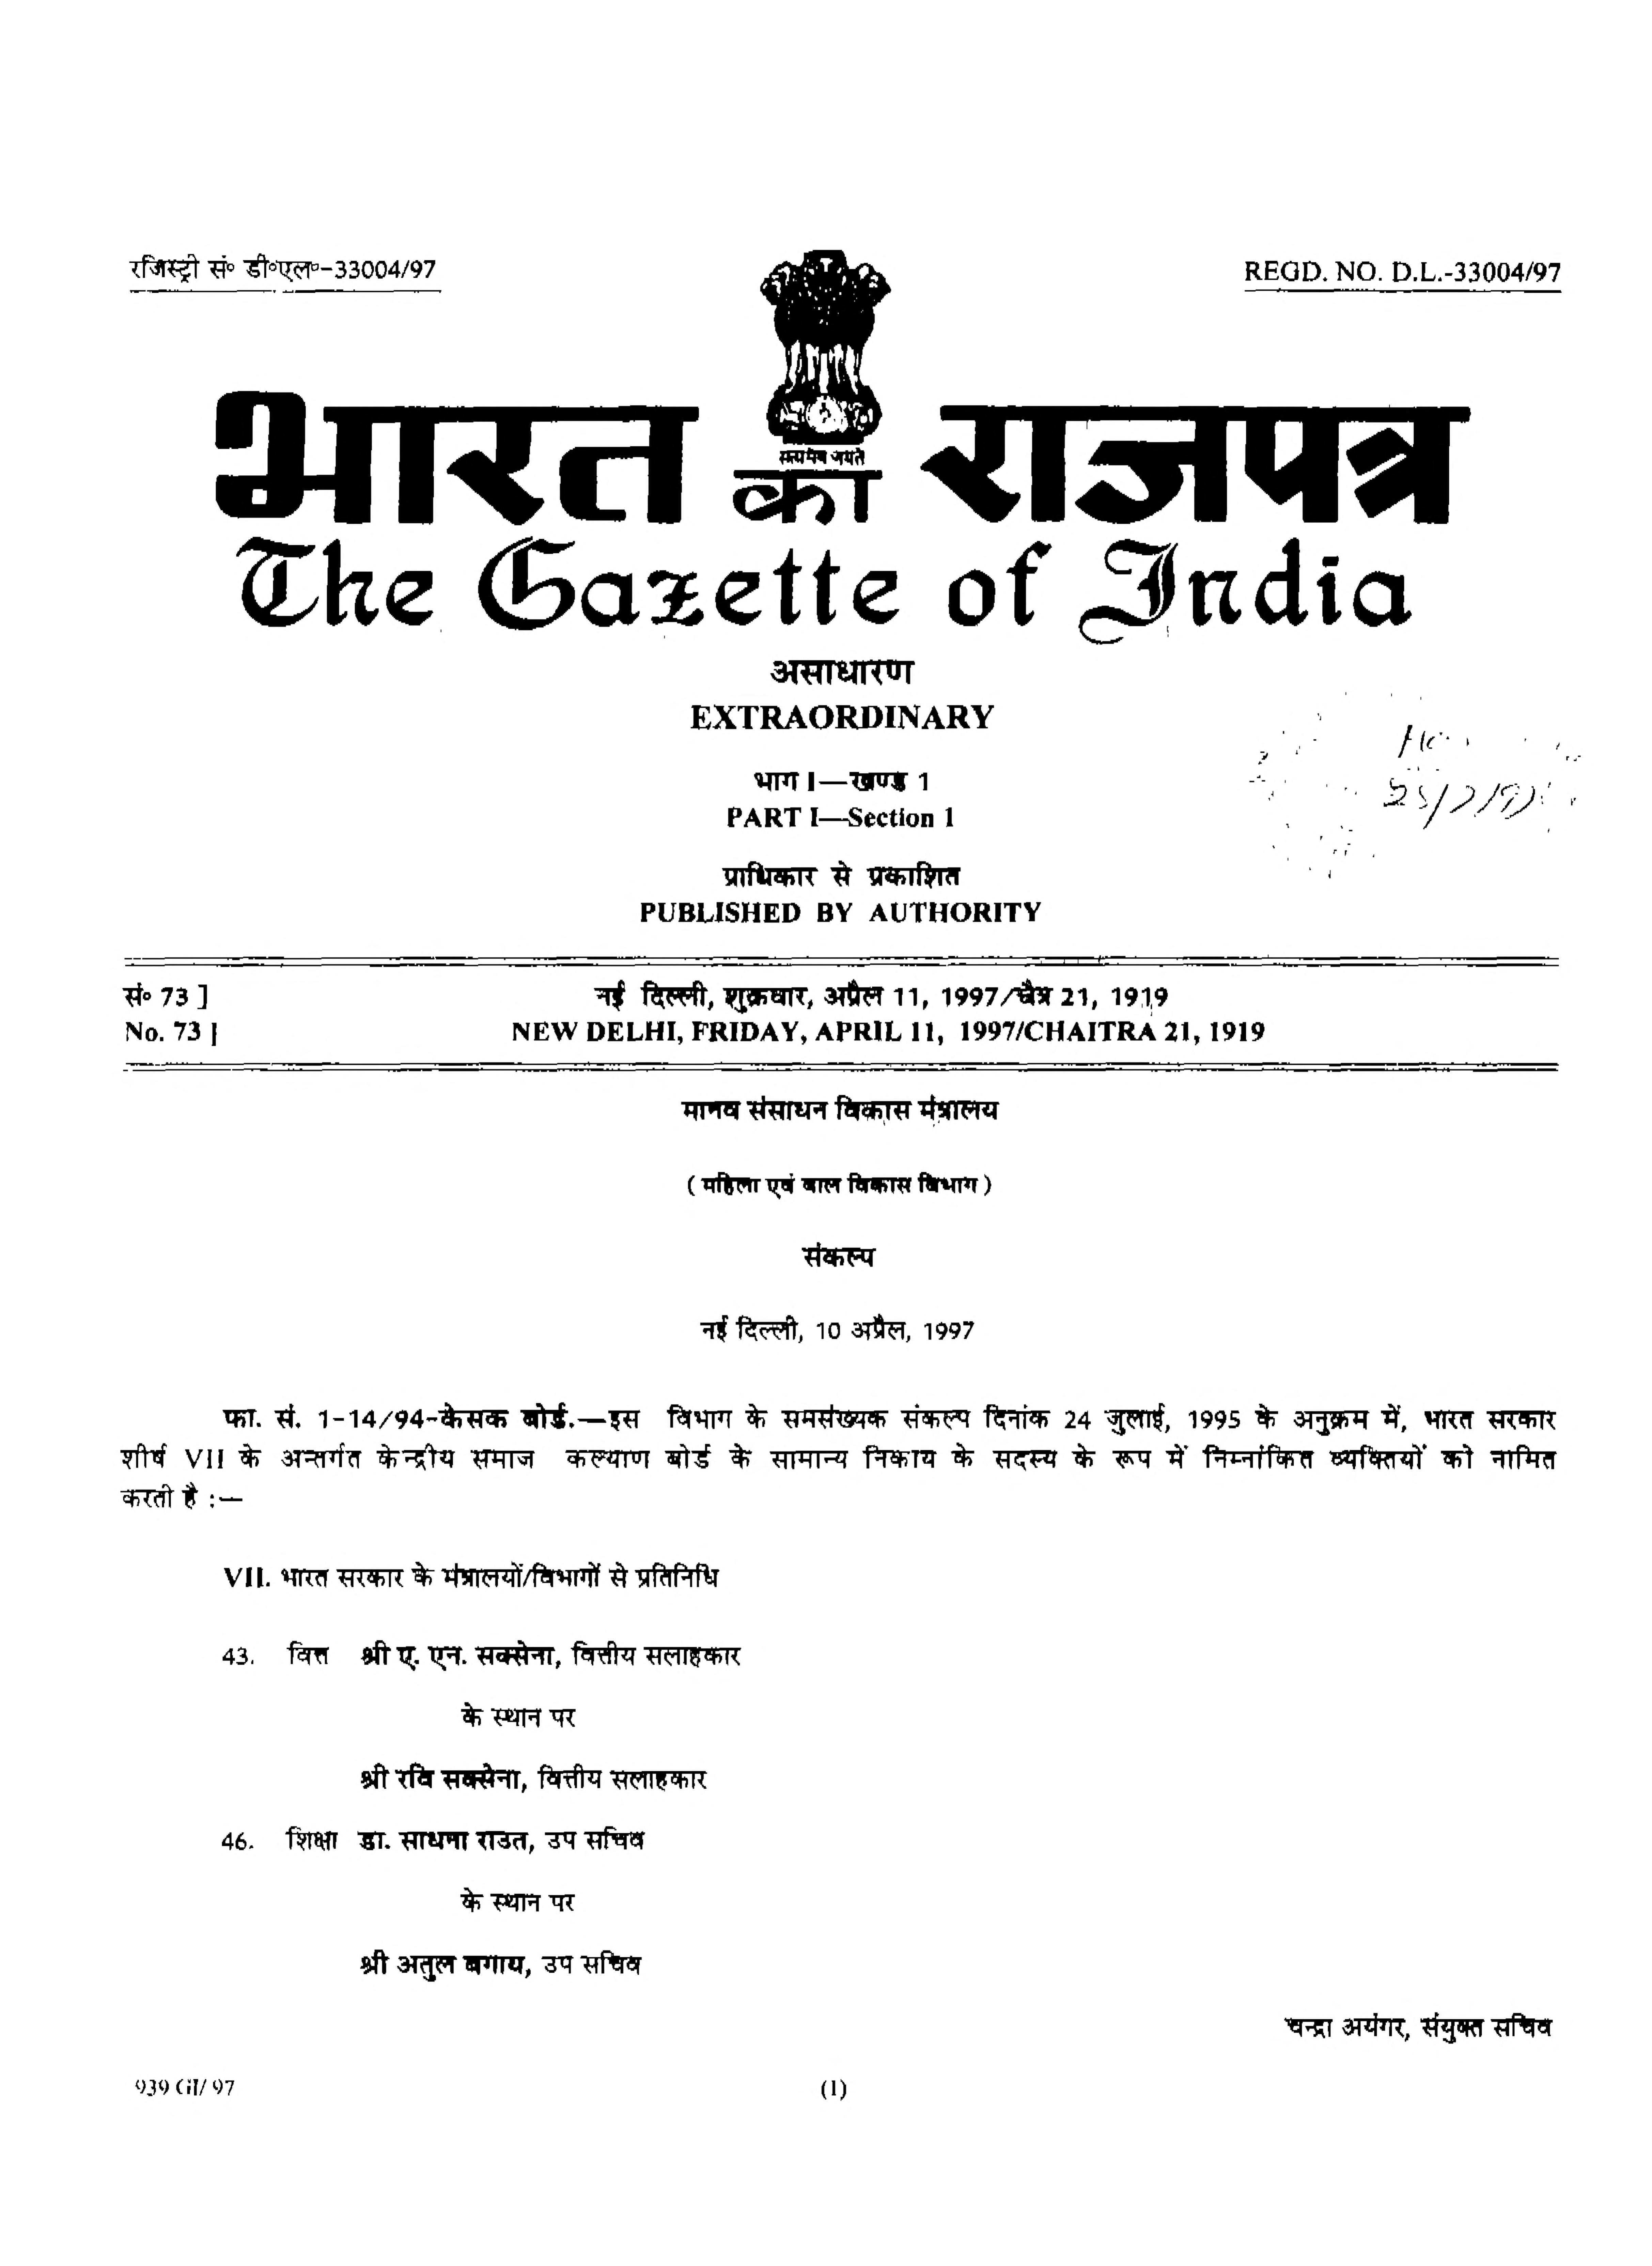 रजिस्ट्री सं० डी०एल०-33004/97
REGD. NO. D.L.-33004/97
सत्यमेव जयते
भारत का राजपत्र
The Gazette of India
असाधारण
EXTRAORDINARY
भाग I—खण्ड 1
PART I—Section 1
प्राधिकार से प्रकाशित
PUBLISHED BY AUTHORITY
सं० 73 ]
नई दिल्ली, शुक्रवार, अप्रैल 11, 1997/चैत्र 21, 1919
No. 73 ]
NEW DELHI, FRIDAY, APRIL 11, 1997/CHAITRA 21, 1919
मानव संसाधन विकास मंत्रालय
( महिला एवं बाल विकास विभाग )
संकल्प
नई दिल्ली, 10 अप्रैल, 1997
फा. सं. 1-14/94-केसक बोर्ड.—इस विभाग के समसंख्यक संकल्प दिनांक 24 जुलाई, 1995 के अनुक्रम में, भारत सरकार
शीर्ष VII के अन्तर्गत केन्द्रीय समाज कल्याण बोर्ड के सामान्य निकाय के सदस्य के रूप में निम्नांकित व्यक्तियों को नामित
करती है :—
VII. भारत सरकार के मंत्रालयों/विभागों से प्रतिनिधि
43. वित्त श्री ए. एन. सक्सेना, वित्तीय सलाहकार
के स्थान पर
श्री रवि सक्सेना, वित्तीय सलाहकार
46. शिक्षा डा. साधना राउत, उप सचिव
के स्थान पर
श्री अतुल बगाय, उप सचिव
चन्द्रा अयंगर, संयुक्त सचिव
939 GI/97
(1)